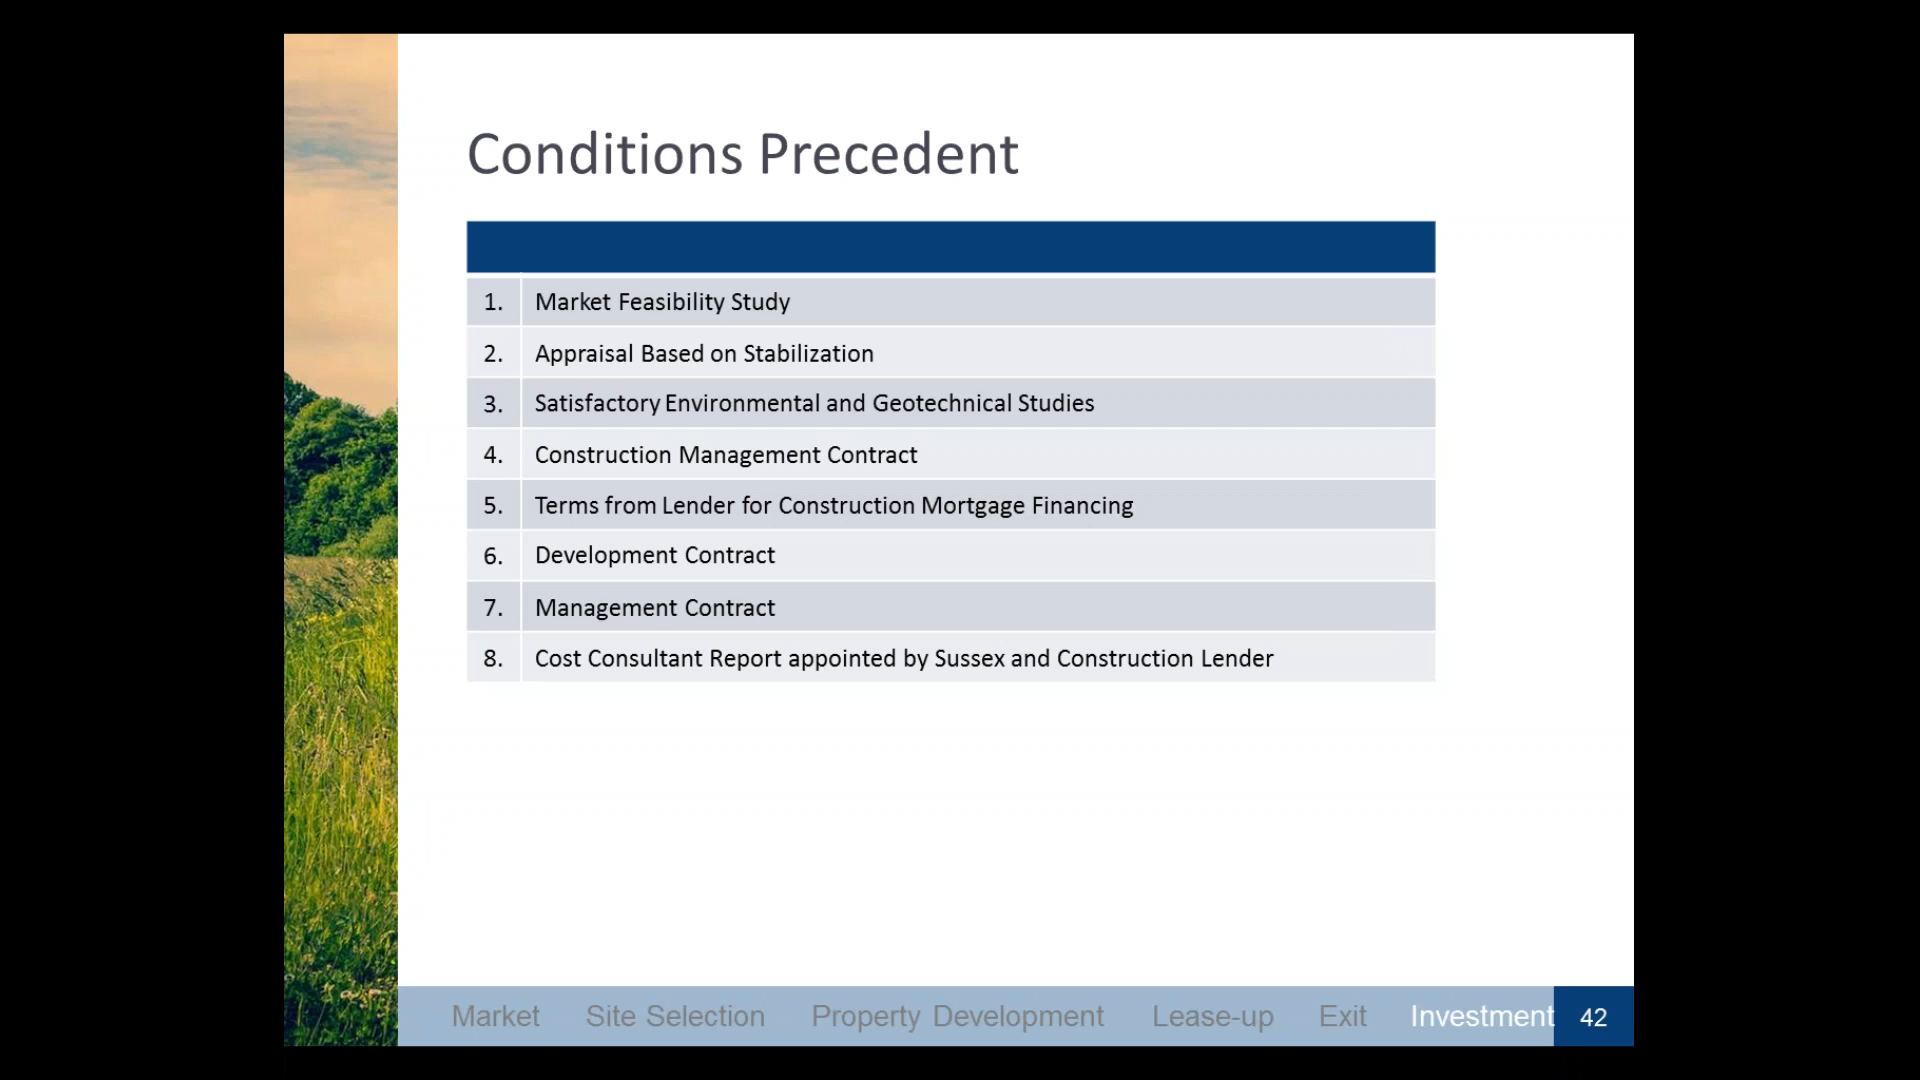 Conditions Precedent
1. Market Feasibility Study
2. Appraisal Based on Stabilization
3. Satisfactory Environmental and Geotechnical Studies
4. Construction Management Contract
5. Terms from Lender for Construction Mortgage Financing
6. Development Contract
7. Management Contract
8. Cost Consultant Report appointed by Sussex and Construction Lender
Market Site Selection Property Development Lease-up Exit Investment 42